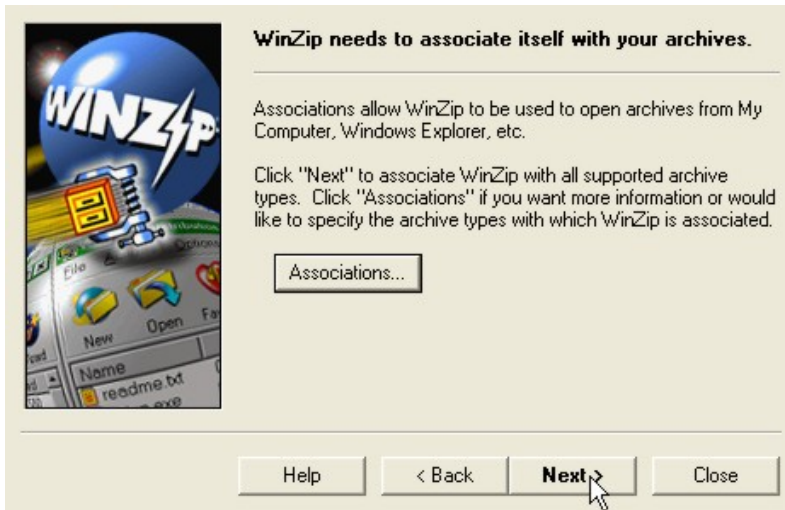 WinZip needs to associate itself with your archives.
WINZIP
Associations allow WinZip to be used to open archives from My
Computer, Windows Explorer, etc.
Click "Next" to associate WinZip with all supported archive
types. Click "Associations" if you want more information or would
like to specify the archive types with which WinZip is associated.
Associations...
File
Options
New
Open
Name
readme.txt
Help
< Back
Next >
Close